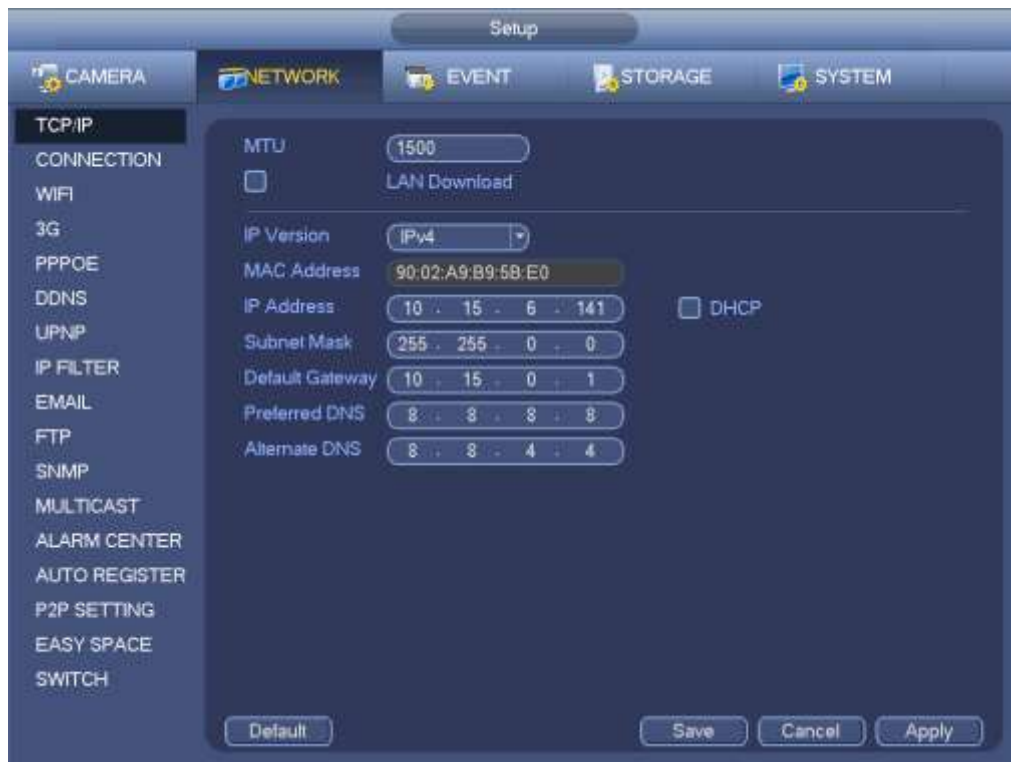 Setup
CAMERA NETWORK EVENT STORAGE SYSTEM
TCP/IP
CONNECTION
WIFI
3G
PPPOE
DDNS
UPNP
IP FILTER
EMAIL
FTP
SNMP
MULTICAST
ALARM CENTER
AUTO REGISTER
P2P SETTING
EASY SPACE
SWITCH
MTU 1500
LAN Download
IP Version IPv4
MAC Address 90:02:A9:B9:5B:E0
IP Address 10 . 15 . 6 . 141 DHCP
Subnet Mask 255 . 255 . 0 . 0
Default Gateway 10 . 15 . 0 . 1
Preferred DNS 8 . 8 . 8 . 8
Alternate DNS 8 . 8 . 4 . 4
Default Save Cancel Apply